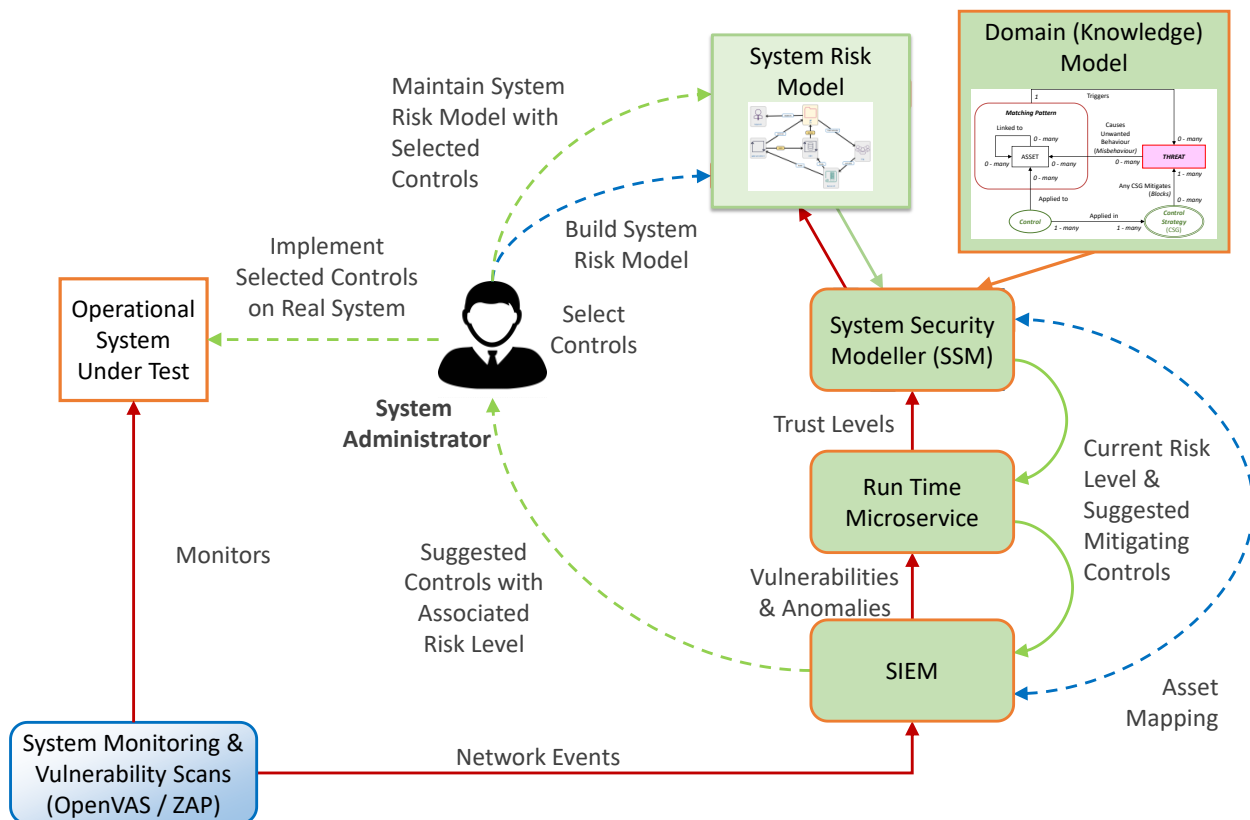 Domain (Knowledge)
Model
1
Triggers
Matching Pattern
Linked to
0 - many
0 - many
ASSET
0 - many
0 - many
Causes
Unwanted
Behaviour
(Misbehaviour)
0 - many
0 - many
THREAT
1 - many
Any CSG Mitigates
(Blocks)
0 - many
Applied to
Control
Applied in
1 - many
1 - many
Control
Strategy
(CSG)
System Risk
Model
Maintain System
Risk Model with
Selected
Controls
Build System
Risk Model
Implement
Selected Controls
on Real System
Operational
System
Under Test
Select
Controls
System
Administrator
System Security
Modeller (SSM)
Trust Levels
Run Time
Microservice
Current Risk
Level &
Suggested
Mitigating
Controls
Monitors
Suggested
Controls with
Associated
Risk Level
Vulnerabilities
& Anomalies
SIEM
Asset
Mapping
System Monitoring &
Vulnerability Scans
(OpenVAS / ZAP)
Network Events